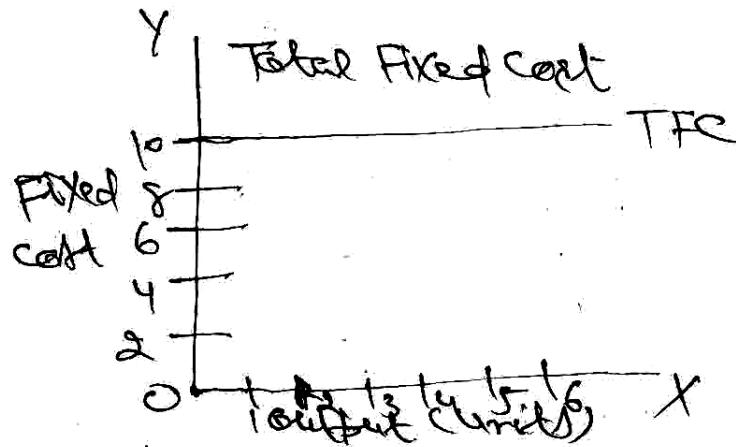 Y
Total Fixed Cost
10
TFC
Fixed 8
cost 6
4
2
O
1 2 3 4 5 6 X
Output (Units)